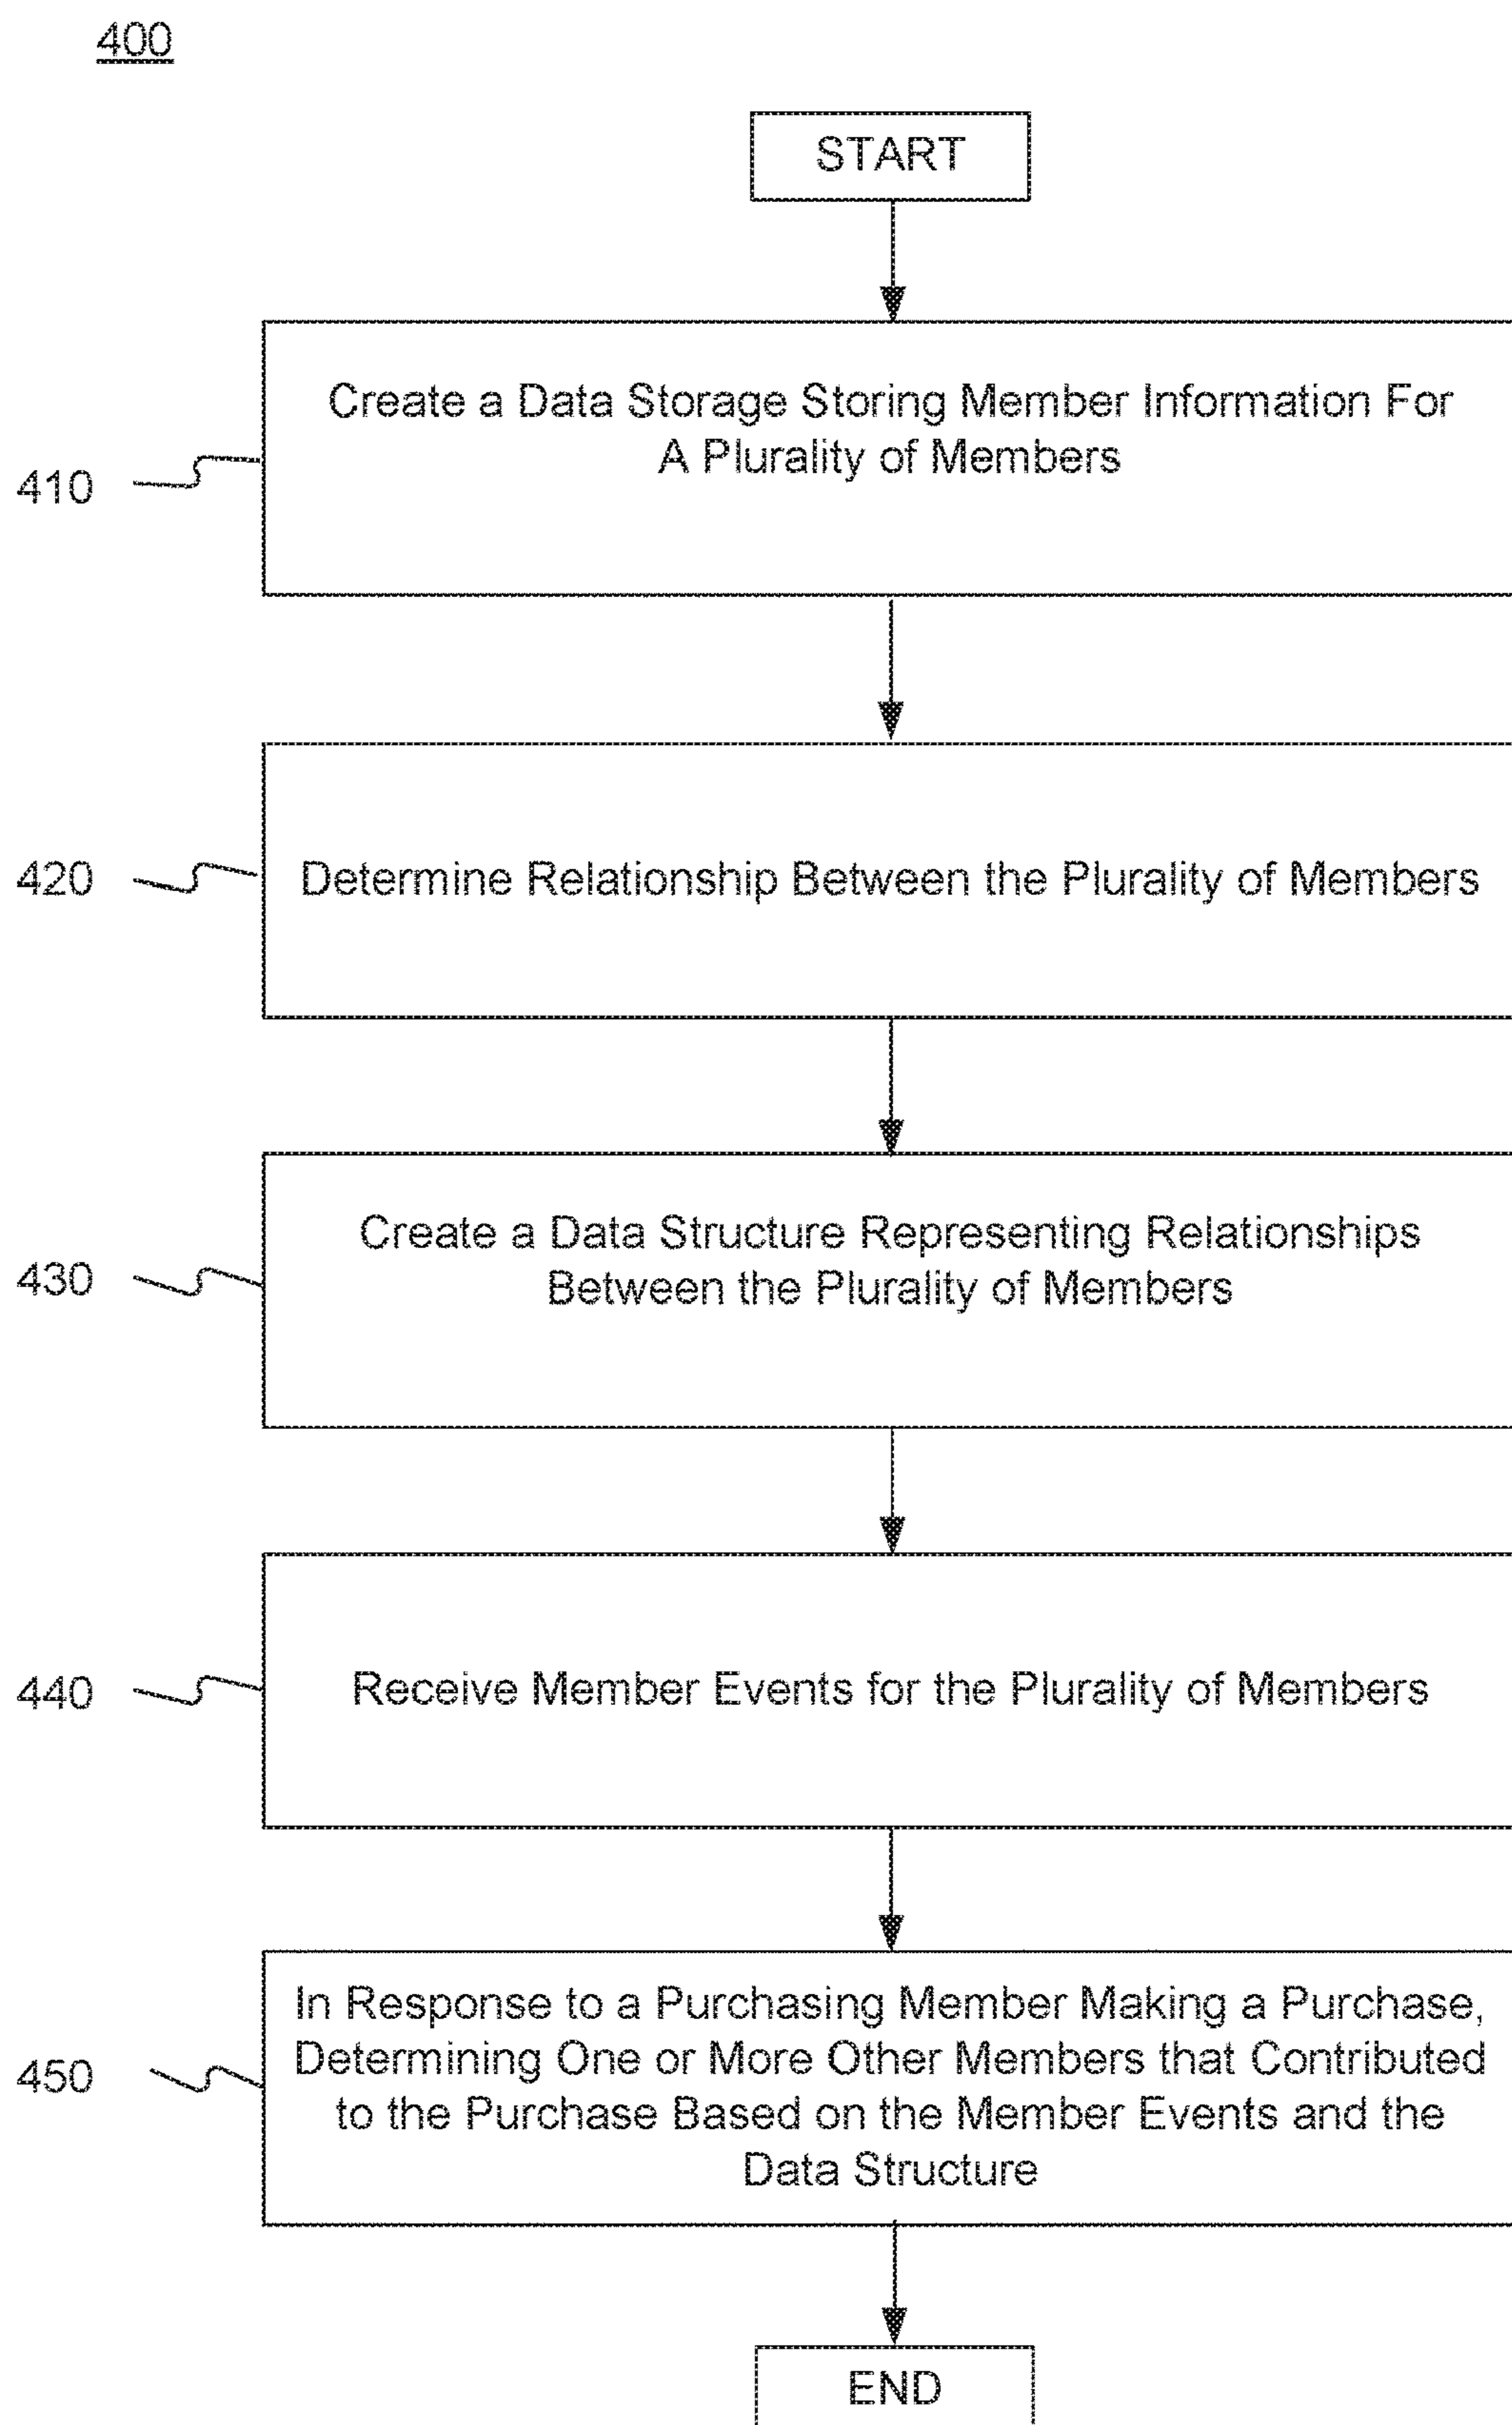 400
START
Create a Data Storage Storing Member Information For
A Plurality of Members
410
Determine Relationship Between the Plurality of Members
420
Create a Data Structure Representing Relationships
Between the Plurality of Members
430
Receive Member Events for the Plurality of Members
440
In Response to a Purchasing Member Making a Purchase,
Determining One or More Other Members that Contributed
to the Purchase Based on the Member Events and the
Data Structure
450
END